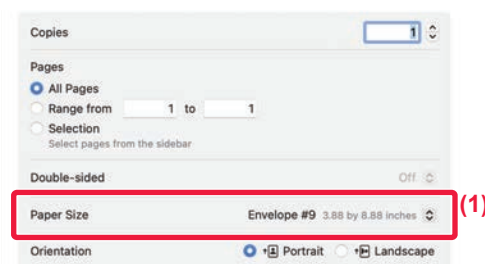 Copies 1
Pages
All Pages
Range from 1 to 1
Selection
Select pages from the sidebar
Double-sided Off
Paper Size Envelope #9 3.88 by 8.88 inches (1)
Orientation Portrait Landscape